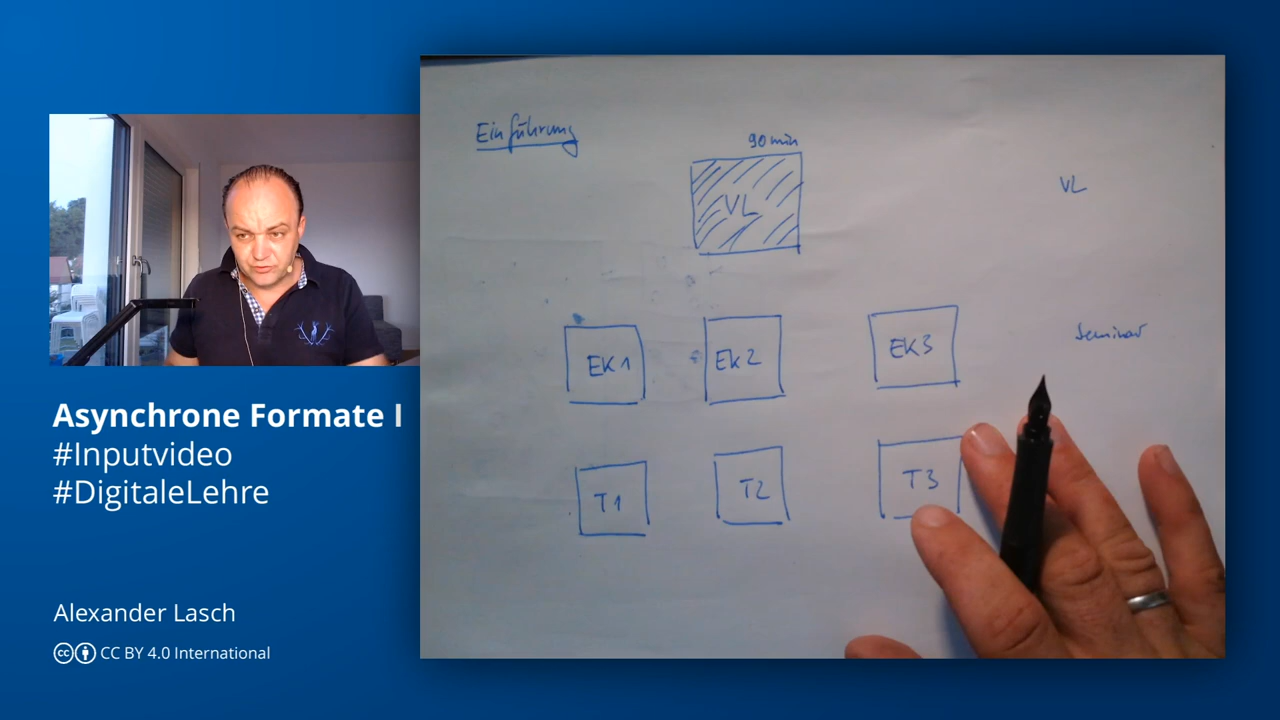 Asynchrone Formate I
#Inputvideo
#DigitaleLehre
Alexander Lasch
CC BY 4.0 International
Einführung
90 min
VL
VL
EK1
EK2
EK3
Seminar
T1
T2
T3